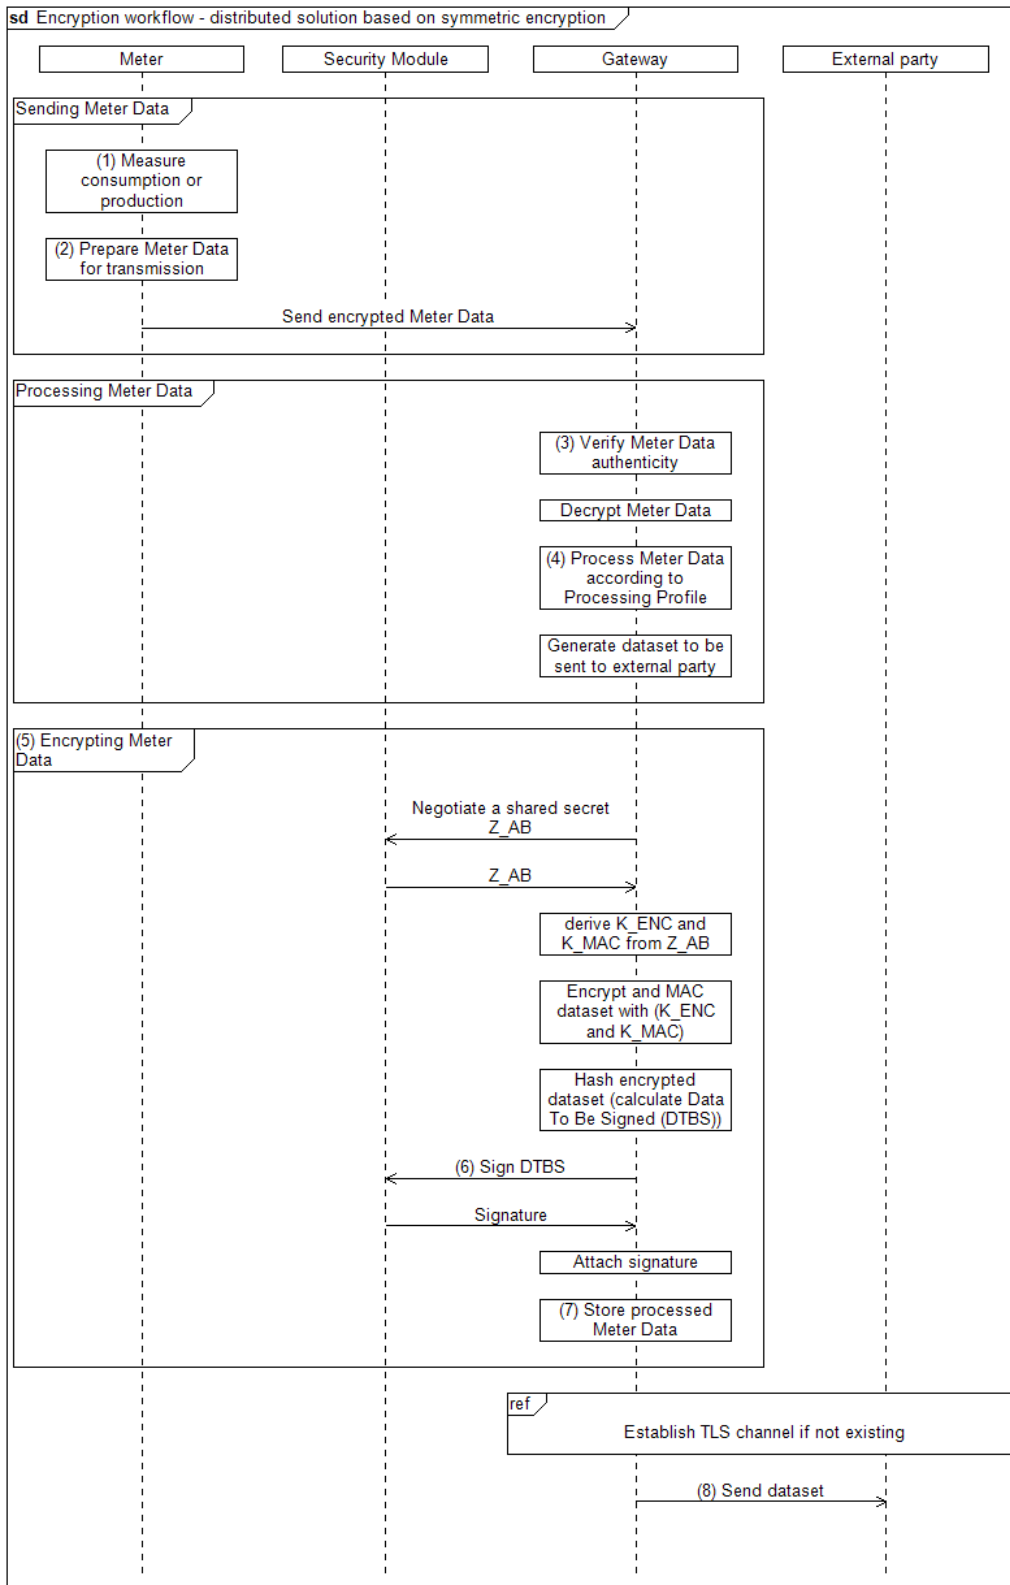 sd Encryption workflow - distributed solution based on symmetric encryption
Meter
Security Module
Gateway
External party
Sending Meter Data
(1) Measure
consumption or
production
(2) Prepare Meter Data
for transmission
Send encrypted Meter Data
Processing Meter Data
(3) Verify Meter Data
authenticity
Decrypt Meter Data
(4) Process Meter Data
according to
Processing Profile
Generate dataset to be
sent to external party
(5) Encrypting Meter
Data
Negotiate a shared secret
Z_AB
Z_AB
derive K_ENC and
K_MAC from Z_AB
Encrypt and MAC
dataset with (K_ENC
and K_MAC)
Hash encrypted
dataset (calculate Data
To Be Signed (DTBS))
(6) Sign DTBS
Signature
Attach signature
(7) Store processed
Meter Data
ref
Establish TLS channel if not existing
(8) Send dataset